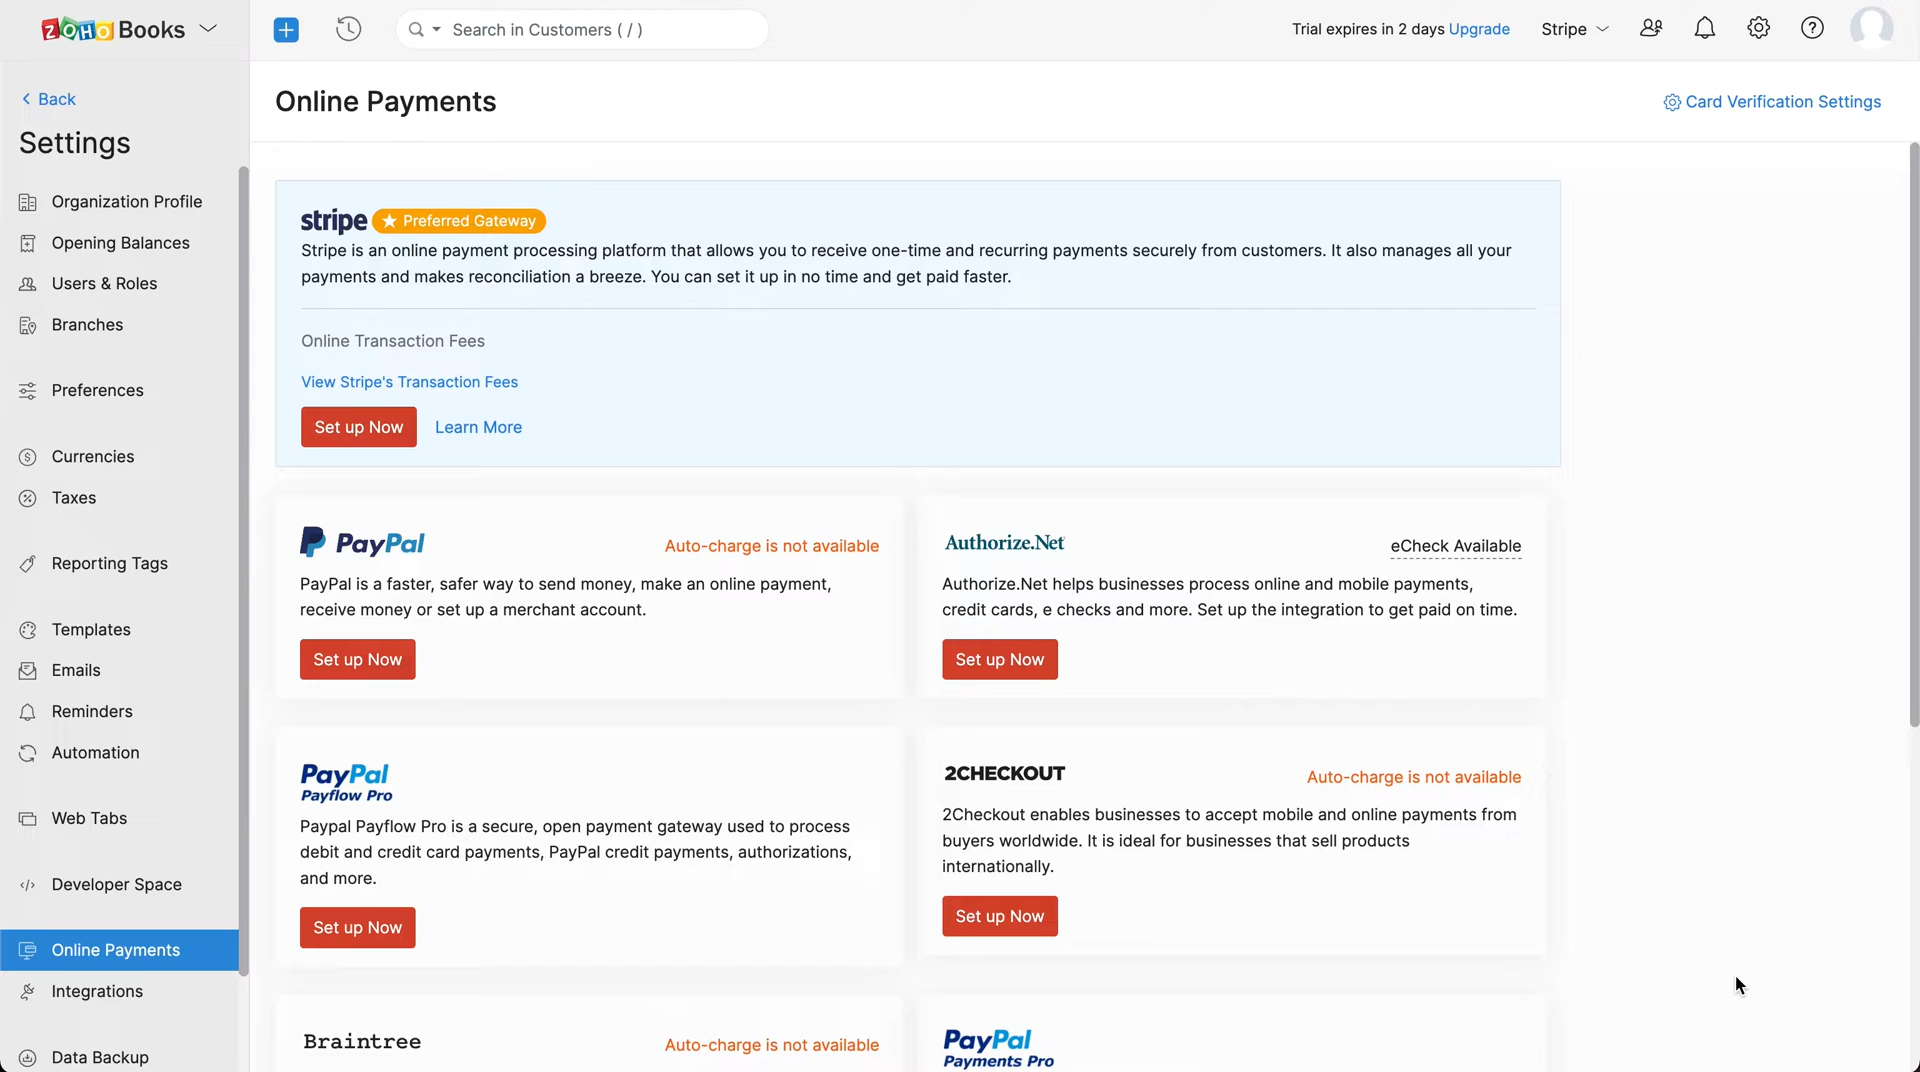 ZOHO Books
Search in Customers ( / )
Trial expires in 2 days Upgrade
Stripe
Back
Settings
Organization Profile
Opening Balances
Users & Roles
Branches
Preferences
Currencies
Taxes
Reporting Tags
Templates
Emails
Reminders
Automation
Web Tabs
Developer Space
Online Payments
Integrations
Data Backup
Online Payments
Card Verification Settings
stripe Preferred Gateway
Stripe is an online payment processing platform that allows you to receive one-time and recurring payments securely from customers. It also manages all your
payments and makes reconciliation a breeze. You can set it up in no time and get paid faster.
Online Transaction Fees
View Stripe's Transaction Fees
Set up Now Learn More
PayPal
Auto-charge is not available
PayPal is a faster, safer way to send money, make an online payment,
receive money or set up a merchant account.
Set up Now
Authorize.Net
eCheck Available
Authorize.Net helps businesses process online and mobile payments,
credit cards, e checks and more. Set up the integration to get paid on time.
Set up Now
PayPal
Payflow Pro
Paypal Payflow Pro is a secure, open payment gateway used to process
debit and credit card payments, PayPal credit payments, authorizations,
and more.
Set up Now
2CHECKOUT
Auto-charge is not available
2Checkout enables businesses to accept mobile and online payments from
buyers worldwide. It is ideal for businesses that sell products
internationally.
Set up Now
Braintree
Auto-charge is not available
PayPal
Payments Pro